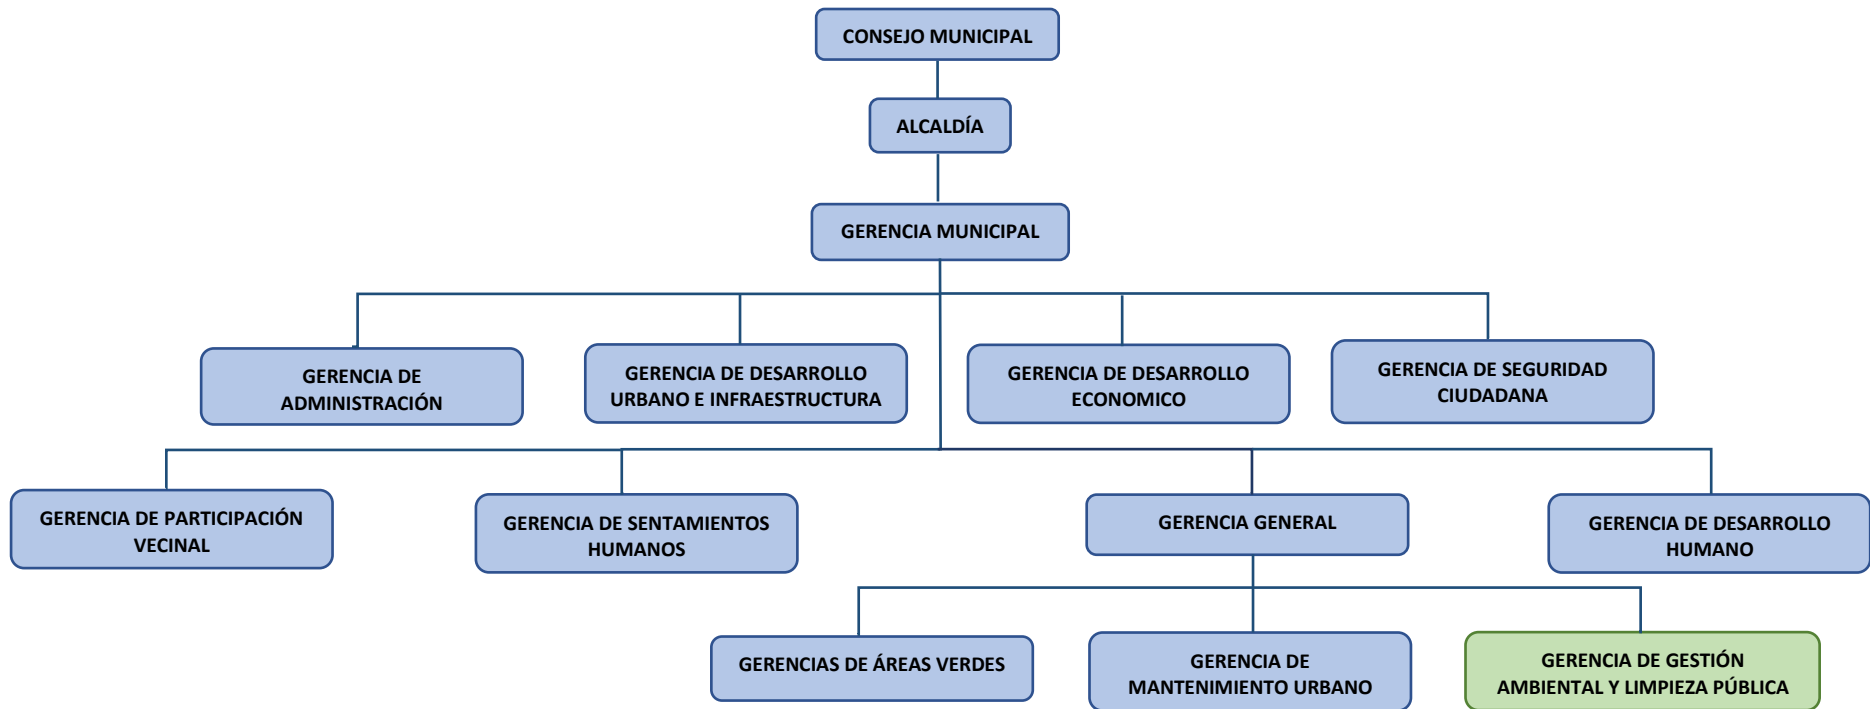 CONSEJO MUNICIPAL
ALCALDÍA
GERENCIA MUNICIPAL
GERENCIA DE
ADMINISTRACIÓN
GERENCIA DE DESARROLLO
URBANO E INFRAESTRUCTURA
GERENCIA DE DESARROLLO
ECONOMICO
GERENCIA DE SEGURIDAD
CIUDADANA
GERENCIA DE PARTICIPACIÓN
VECINAL
GERENCIA DE SENTAMIENTOS
HUMANOS
GERENCIA GENERAL
GERENCIA DE DESARROLLO
HUMANO
GERENCIAS DE ÁREAS VERDES
GERENCIA DE
MANTENIMIENTO URBANO
GERENCIA DE GESTIÓN
AMBIENTAL Y LIMPIEZA PÚBLICA